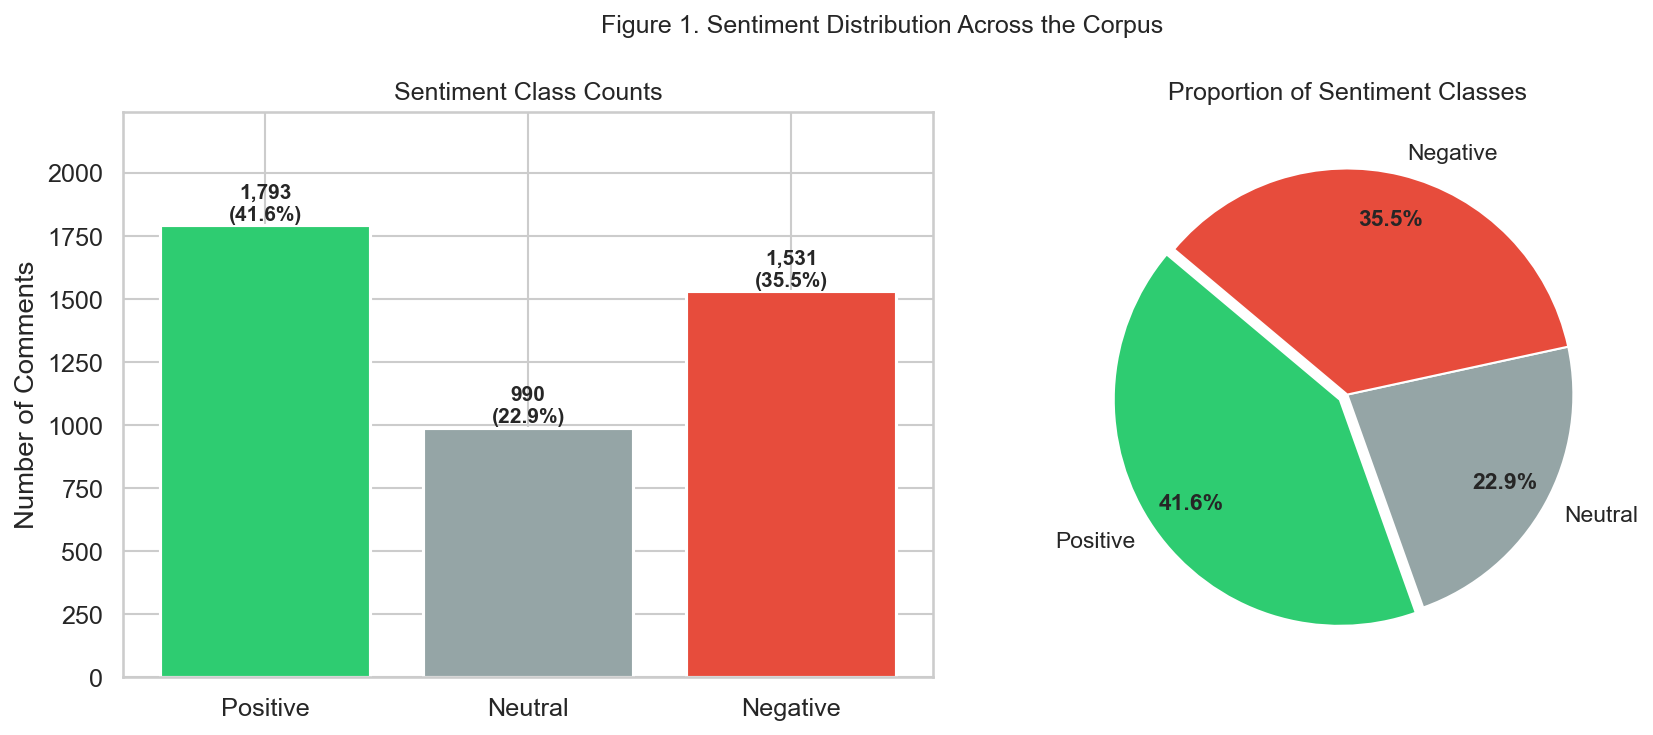 Figure 1. Sentiment Distribution Across the Corpus
Sentiment Class Counts
Number of Comments
2000
1750
1500
1250
1000
750
500
250
0
1,793
(41.6%)
990
(22.9%)
1,531
(35.5%)
Positive
Neutral
Negative
Proportion of Sentiment Classes
Negative
35.5%
22.9%
Neutral
41.6%
Positive